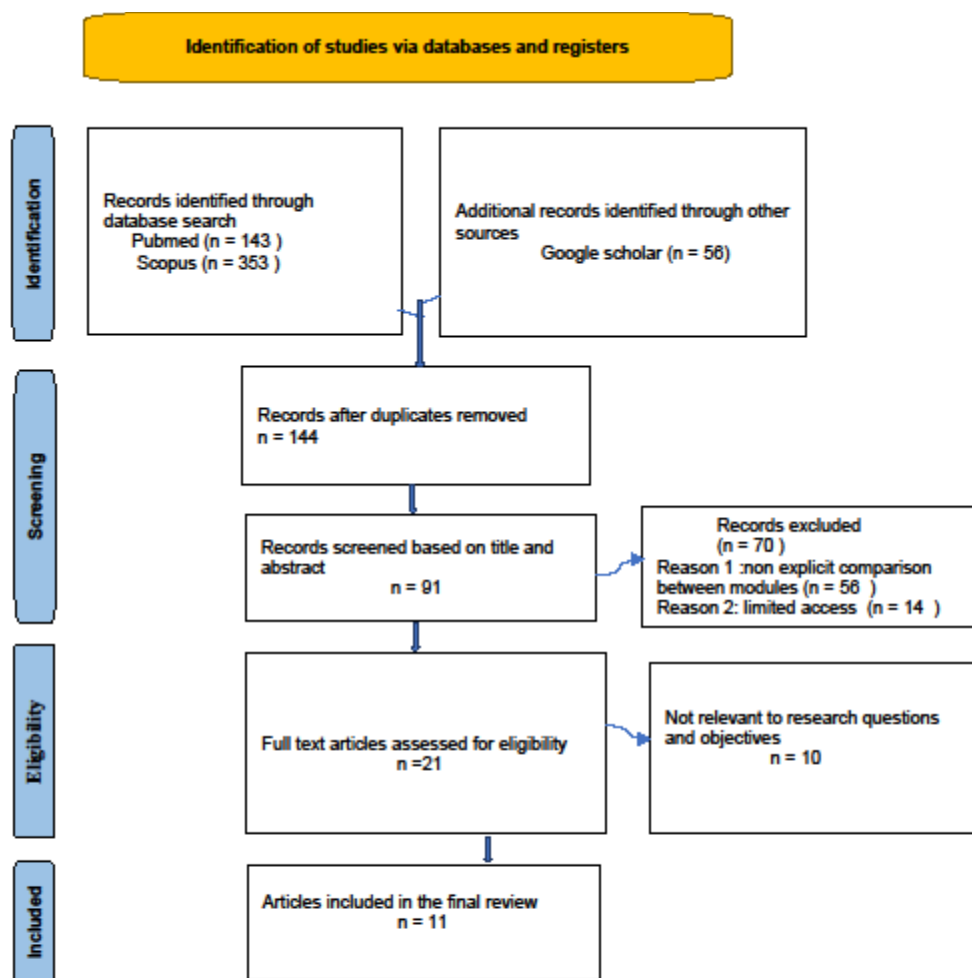 Identification of studies via databases and registers
Identification
Records identified through
database search
Pubmed (n = 143 )
Scopus (n = 353 )
Additional records identified through other
sources
Google scholar (n = 56)
Screening
Records after duplicates removed
n = 144
Records screened based on title and
abstract
n = 91
Records excluded
(n = 70 )
Reason 1 :non explicit comparison
between modules (n = 56 )
Reason 2: limited access (n = 14 )
Eligibility
Full text articles assessed for eligibility
n =21
Not relevant to research questions
and objectives
n = 10
Included
Articles included in the final review
n = 11